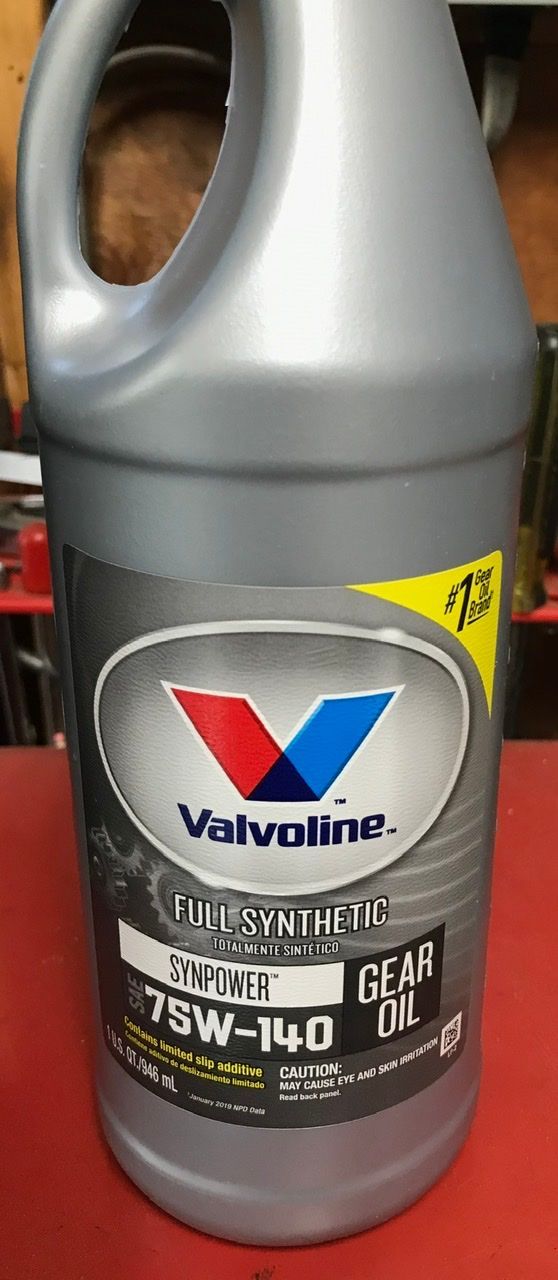 #1 Gear
Oil
Brand*
Valvoline™
FULL SYNTHETIC
TOTALMENTE SINTÉTICO
SYNPOWER™
SAE 75W-140
GEAR
OIL
Contains limited slip additive
Contiene aditivo de deslizamiento limitado
1 U.S. QT./946 mL
*January 2019 NPD Data
CAUTION:
MAY CAUSE EYE AND SKIN IRRITATION
Read back panel.